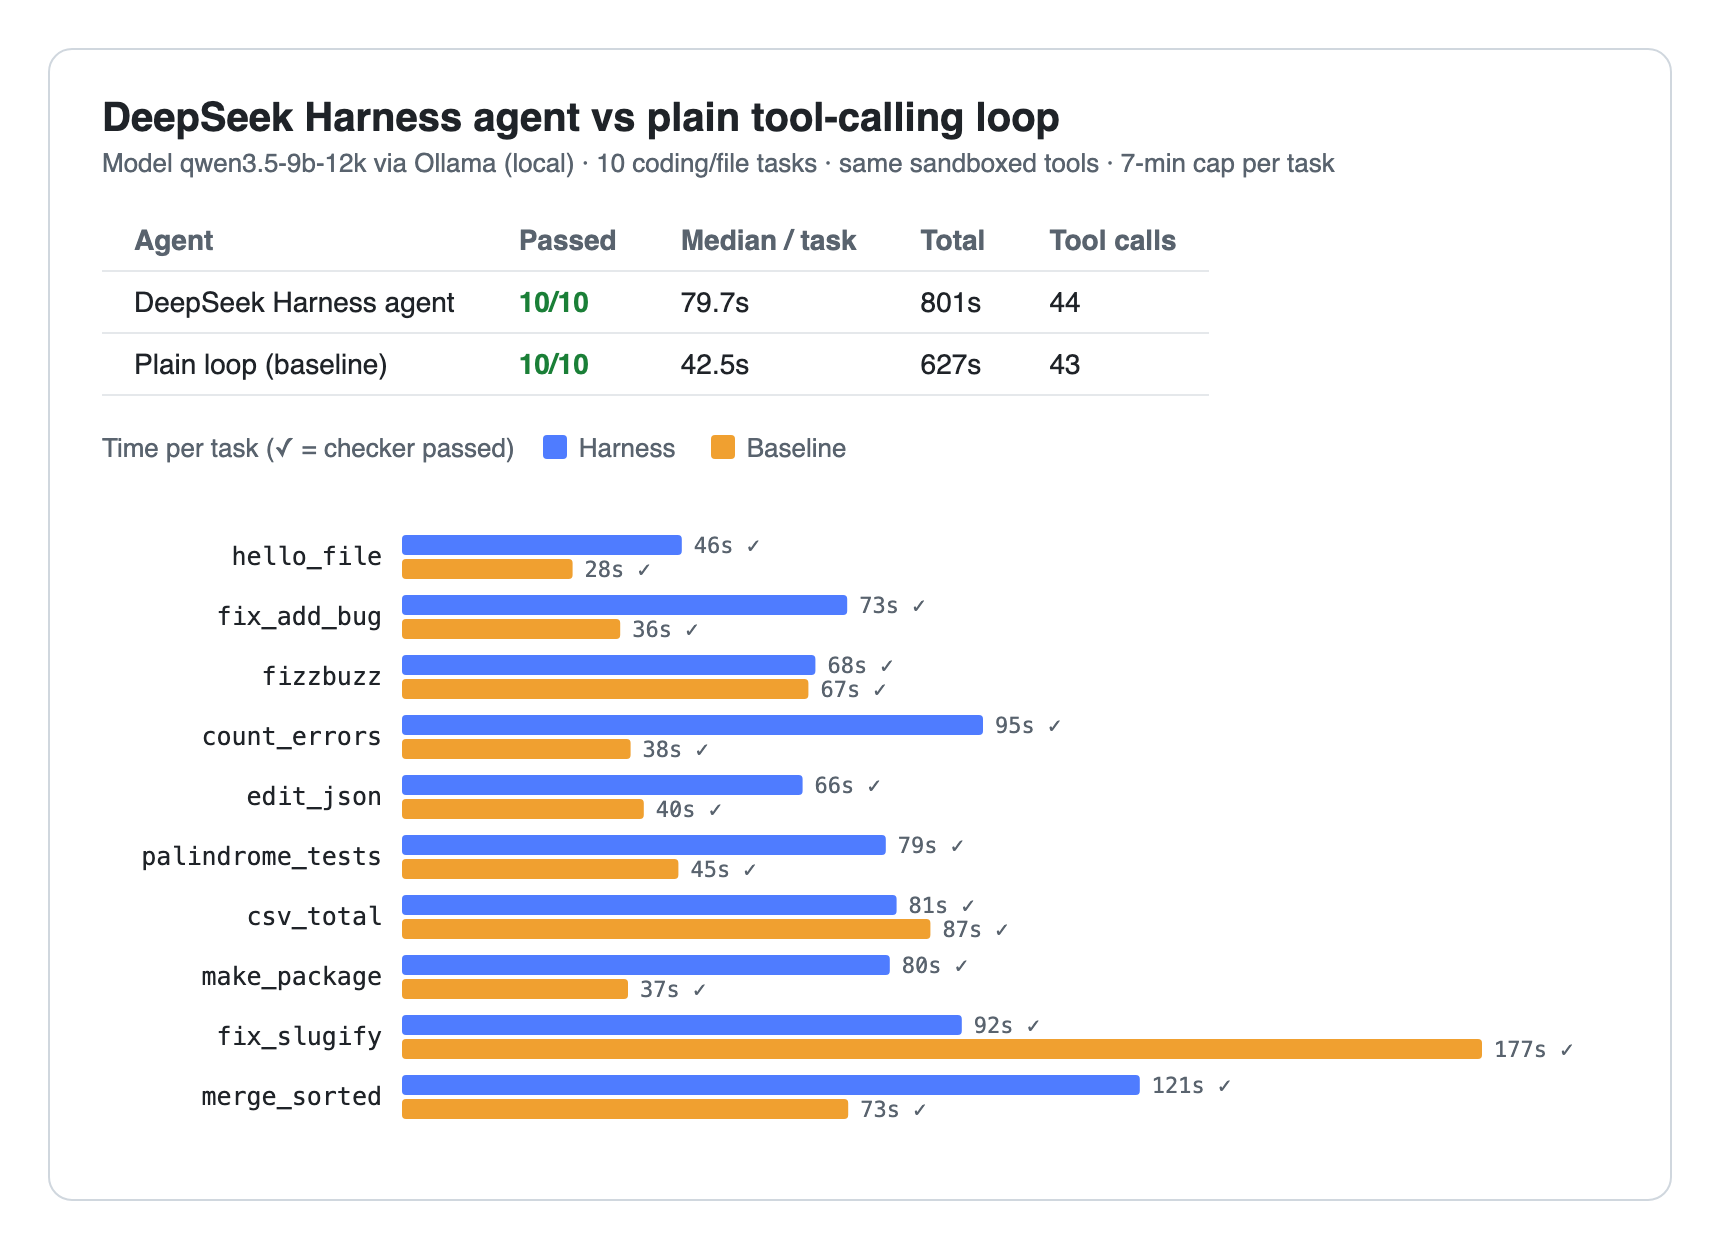 DeepSeek Harness agent vs plain tool-calling loop
Model qwen3.5-9b-12k via Ollama (local) · 10 coding/file tasks · same sandboxed tools · 7-min cap per task
Agent Passed Median / task Total Tool calls
DeepSeek Harness agent 10/10 79.7s 801s 44
Plain loop (baseline) 10/10 42.5s 627s 43
Time per task (✓ = checker passed) Harness Baseline
hello_file
46s ✓
28s ✓
fix_add_bug
73s ✓
36s ✓
fizzbuzz
68s ✓
67s ✓
count_errors
95s ✓
38s ✓
edit_json
66s ✓
40s ✓
palindrome_tests
79s ✓
45s ✓
csv_total
81s ✓
87s ✓
make_package
80s ✓
37s ✓
fix_slugify
92s ✓
177s ✓
merge_sorted
121s ✓
73s ✓